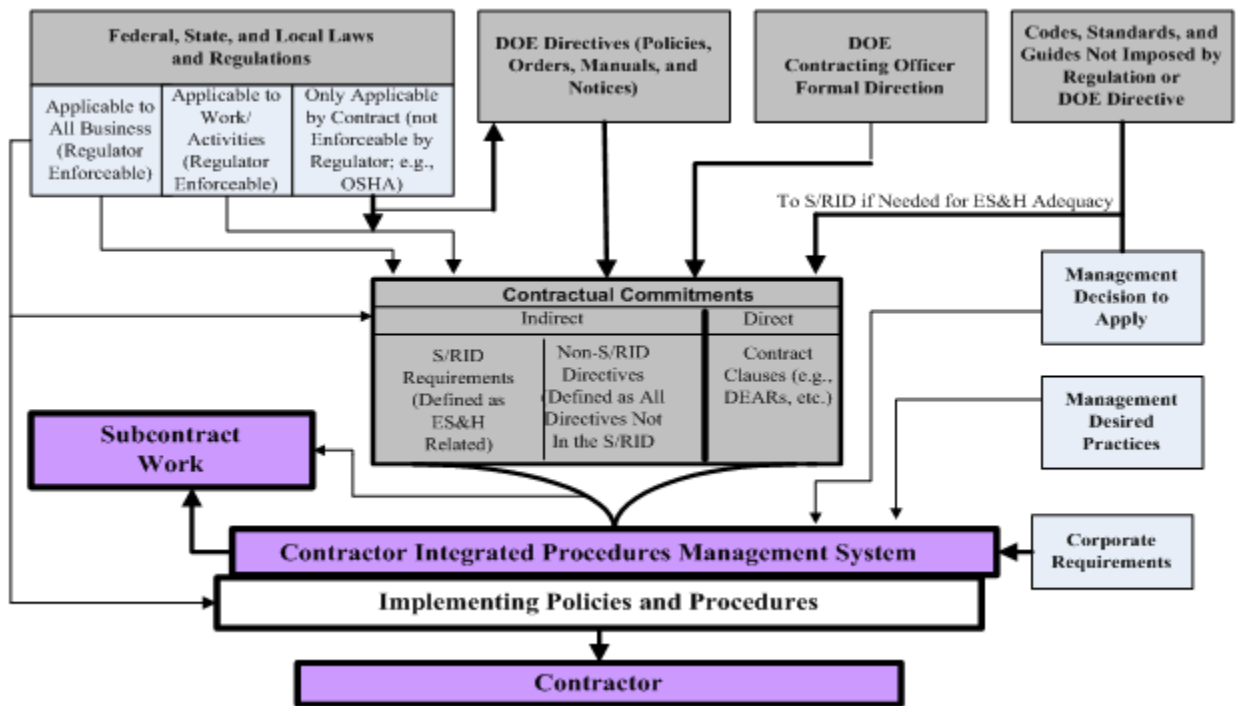 Federal, State, and Local Laws
and Regulations
Applicable to
All Business
(Regulator
Enforceable)
Applicable to
Work/
Activities
(Regulator
Enforceable)
Only Applicable
by Contract (not
Enforceable by
Regulator; e.g.,
OSHA)
DOE Directives (Policies,
Orders, Manuals, and
Notices)
DOE
Contracting Officer
Formal Direction
Codes, Standards, and
Guides Not Imposed by
Regulation or
DOE Directive
To S/RID if Needed for ES&H Adequacy
Contractual Commitments
Indirect
Direct
S/RID
Requirements
(Defined as
ES&H
Related)
Non-S/RID
Directives
(Defined as All
Directives Not
In the S/RID
Contract
Clauses (e.g.,
DEARs, etc.)
Management
Decision to
Apply
Management
Desired
Practices
Corporate
Requirements
Subcontract
Work
Contractor Integrated Procedures Management System
Implementing Policies and Procedures
Contractor